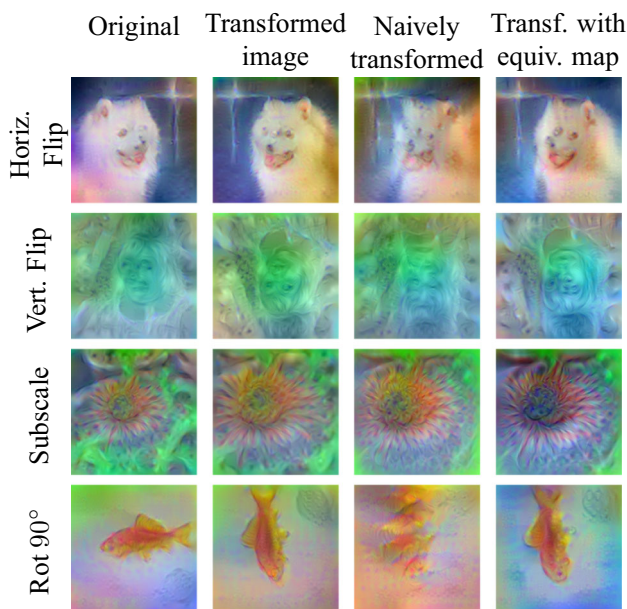 Original
Transformed
image
Naively
transformed
Transf. with
equiv. map
Horiz.
Flip
Vert. Flip
Subscale
Rot 90°